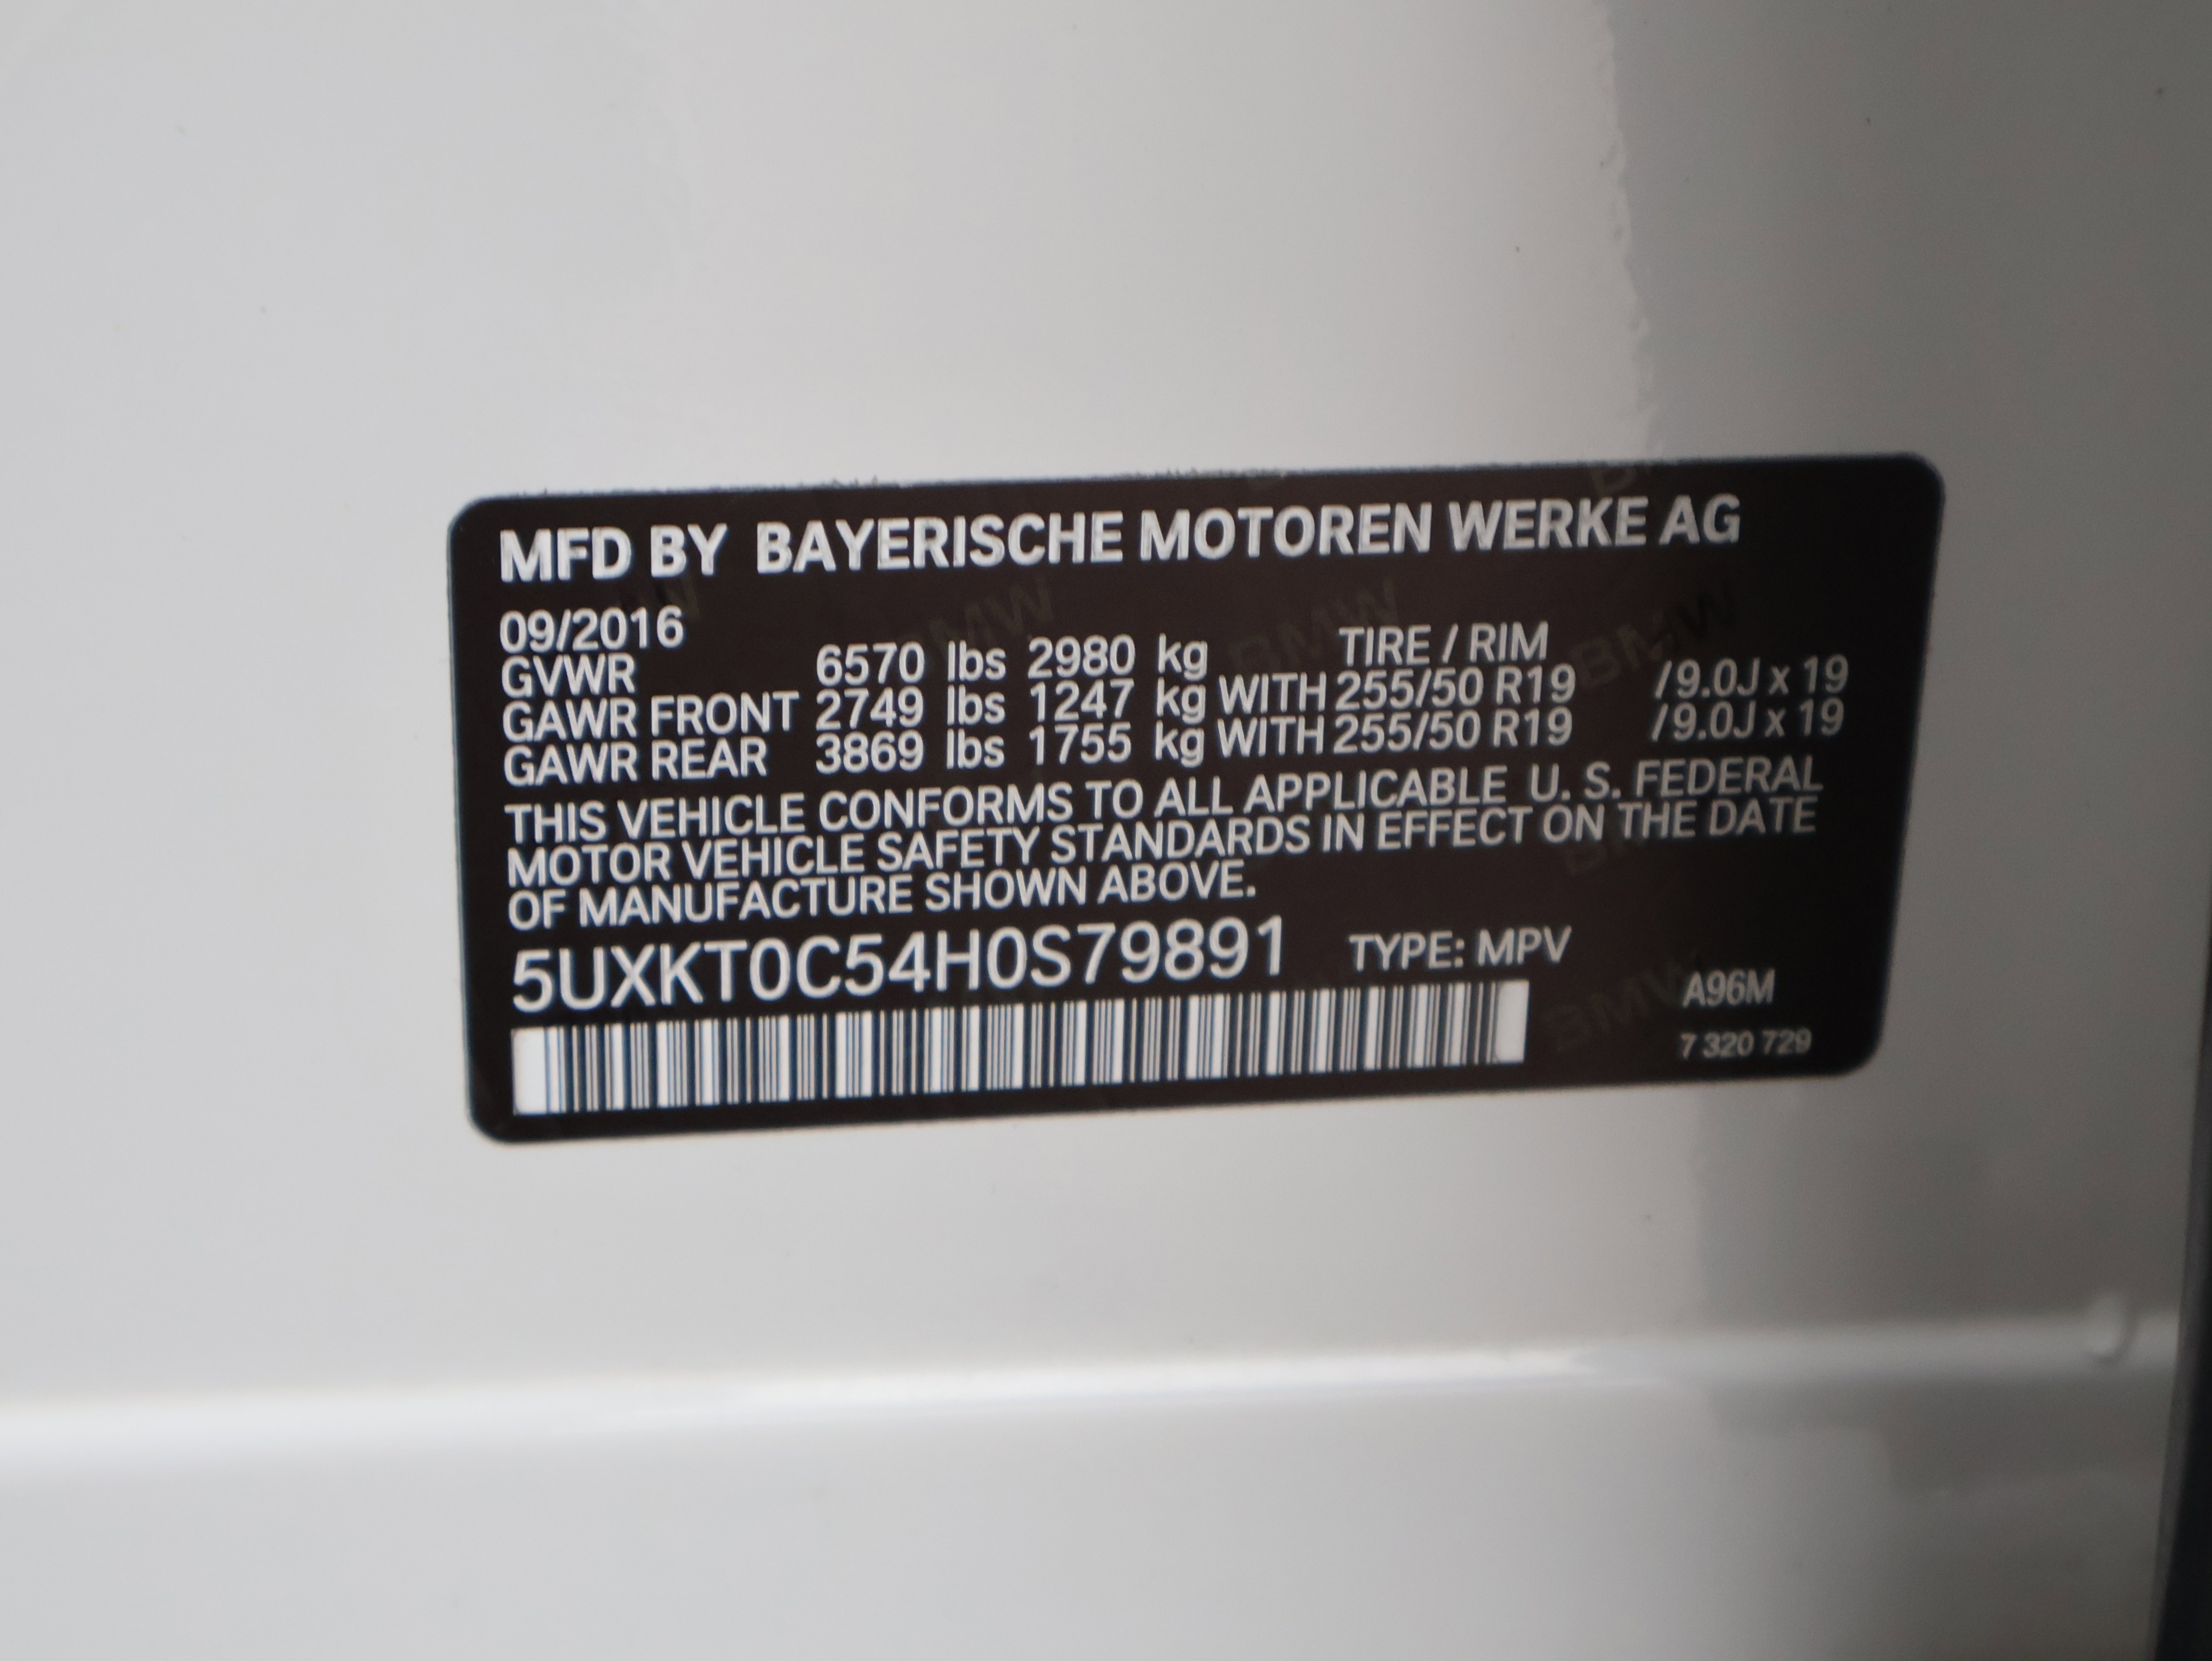 MFD BY BAYERISCHE MOTOREN WERKE AG
09/2016
GVWR 6570 lbs 2980 kg TIRE / RIM
GAWR FRONT 2749 lbs 1247 kg WITH 255/50 R19 / 9.0J x 19
GAWR REAR 3869 lbs 1755 kg WITH 255/50 R19 / 9.0J x 19
THIS VEHICLE CONFORMS TO ALL APPLICABLE U. S. FEDERAL
MOTOR VEHICLE SAFETY STANDARDS IN EFFECT ON THE DATE
OF MANUFACTURE SHOWN ABOVE.
5UXKT0C54H0S79891 TYPE: MPV
A96M
7 320 729